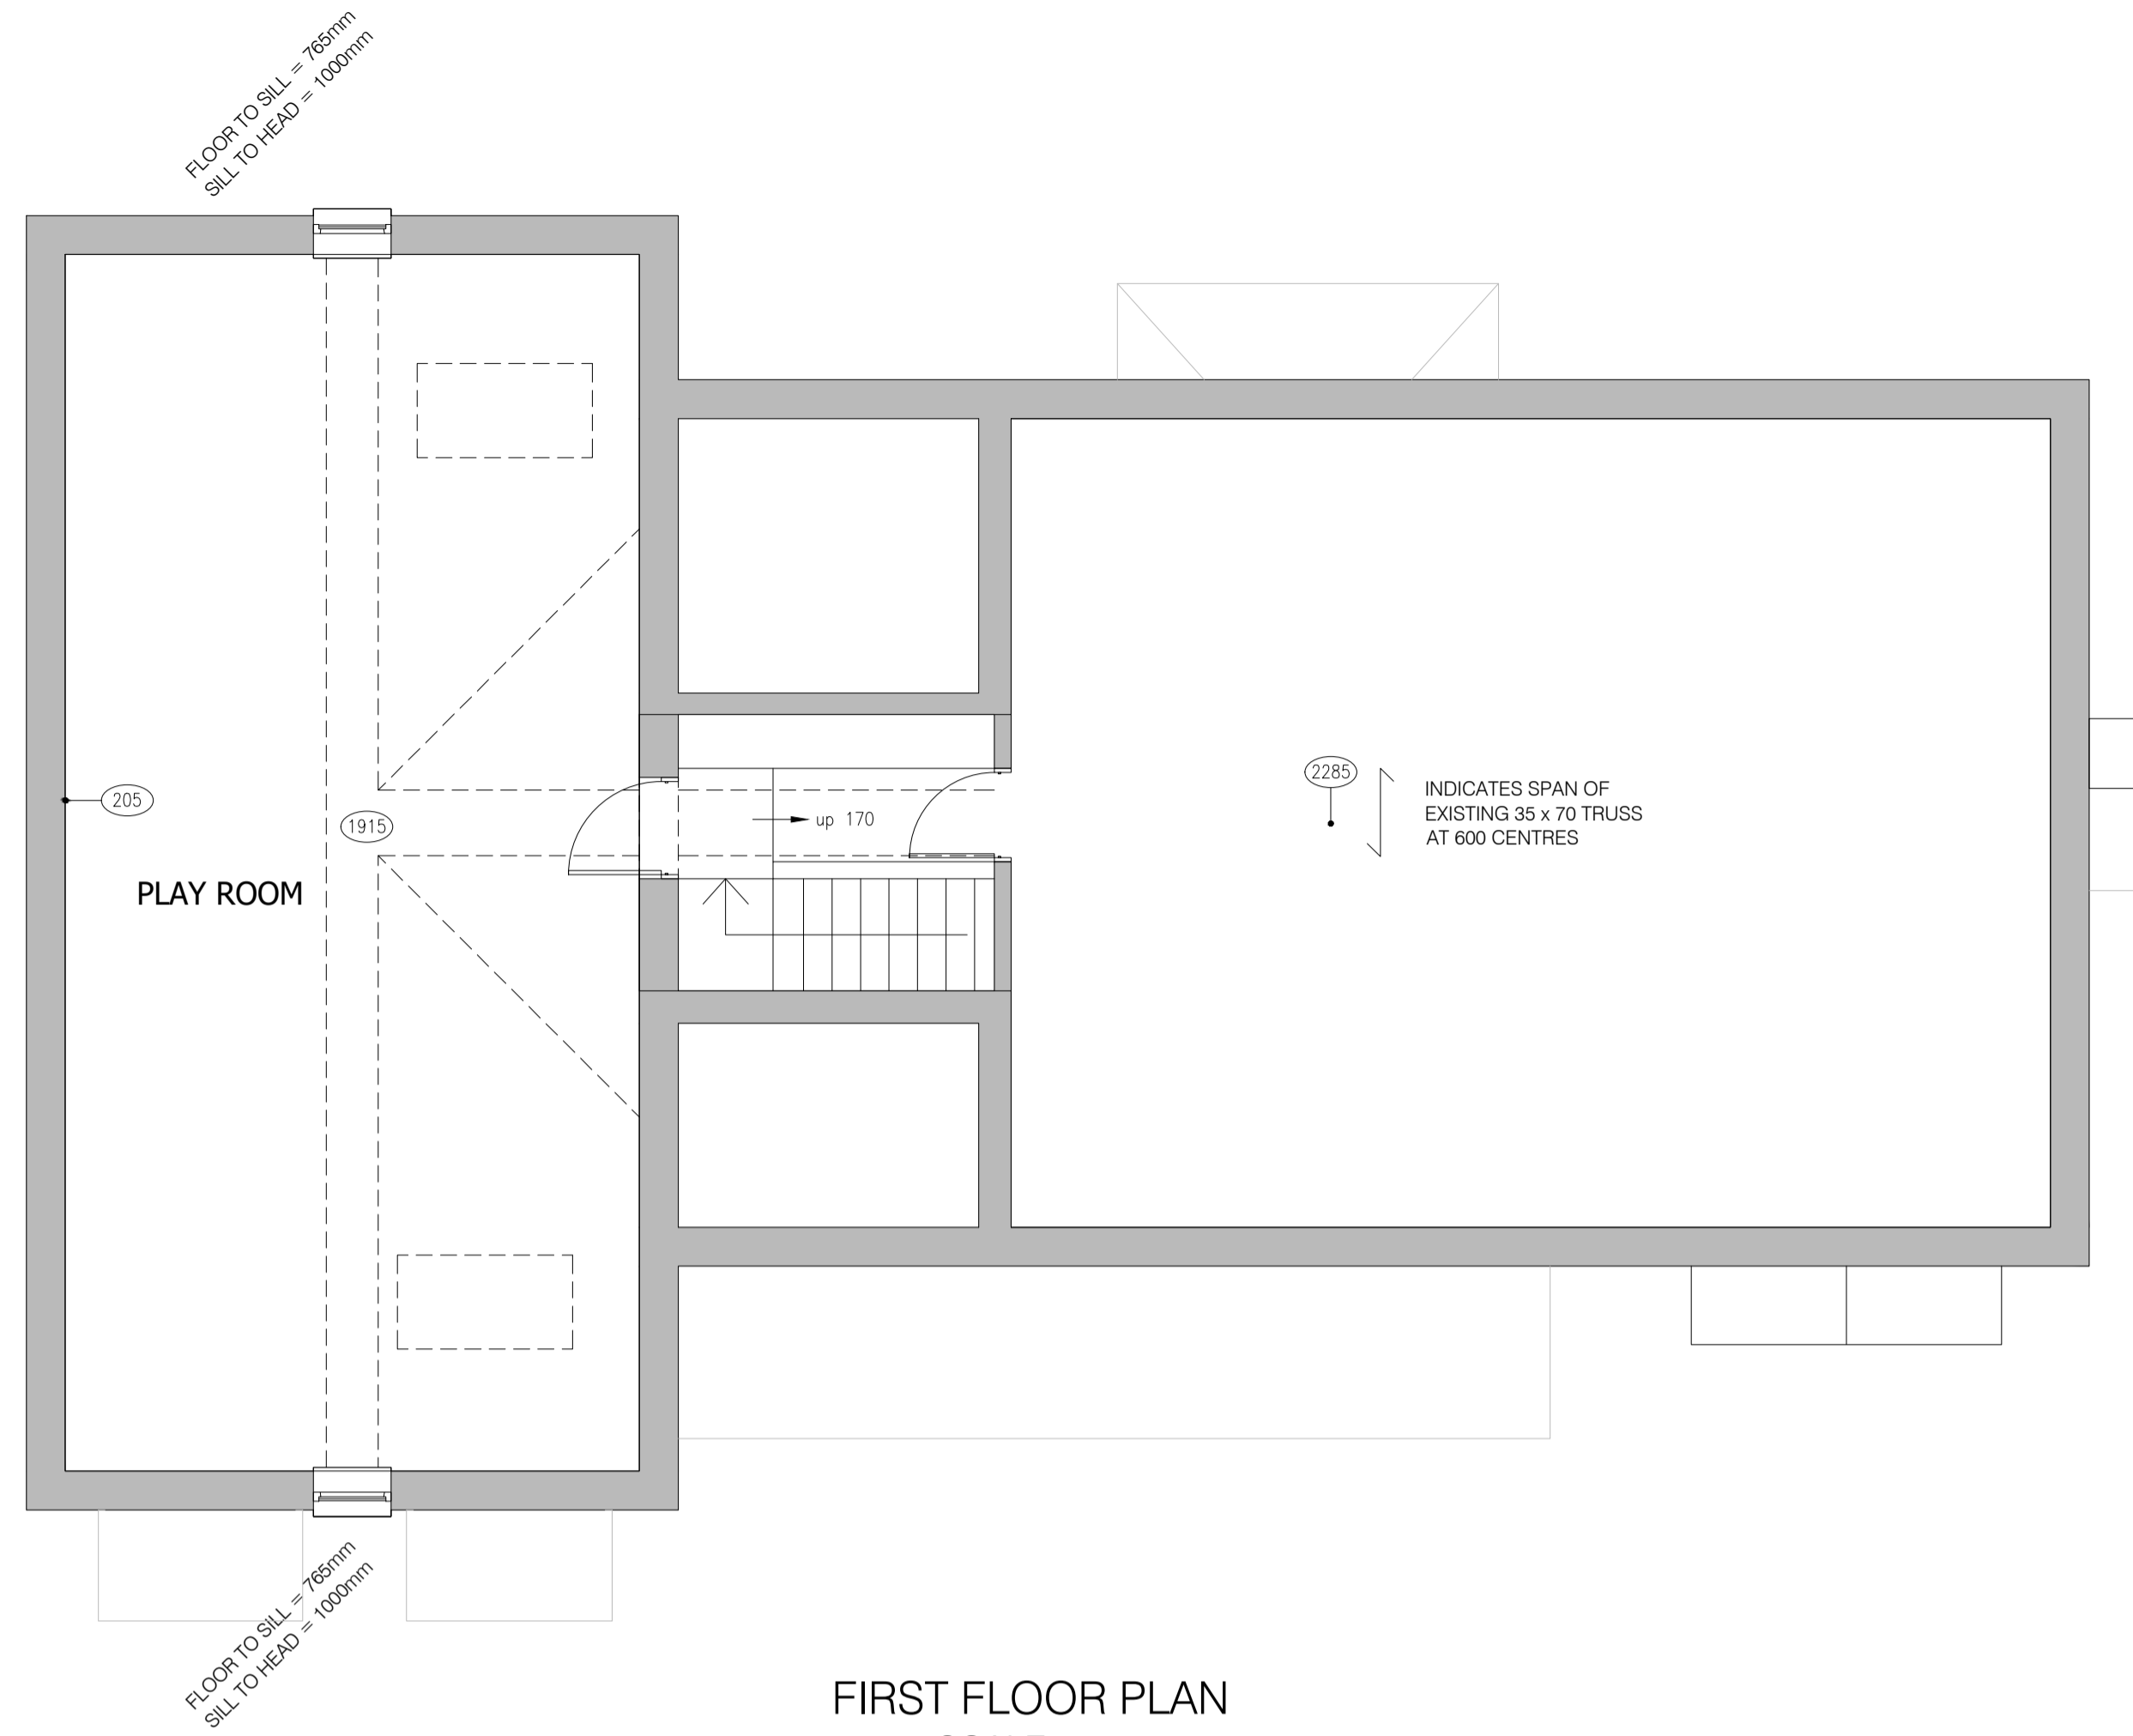 FLOOR TO SILL = 765mm
SILL TO HEAD = 1000mm
2285
INDICATES SPAN OF
EXISTING 35 x 70 TRUSS
AT 600 CENTRES
205
1915
up 170
PLAY ROOM
FLOOR TO SILL = 765mm
SILL TO HEAD = 1000mm
FIRST FLOOR PLAN